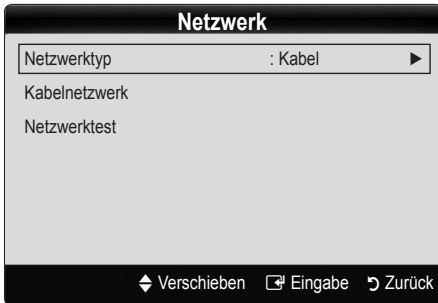 Netzwerk
Netzwerktyp : Kabel
Kabelnetzwerk
Netzwerktest
Verschieben Eingabe Zurück